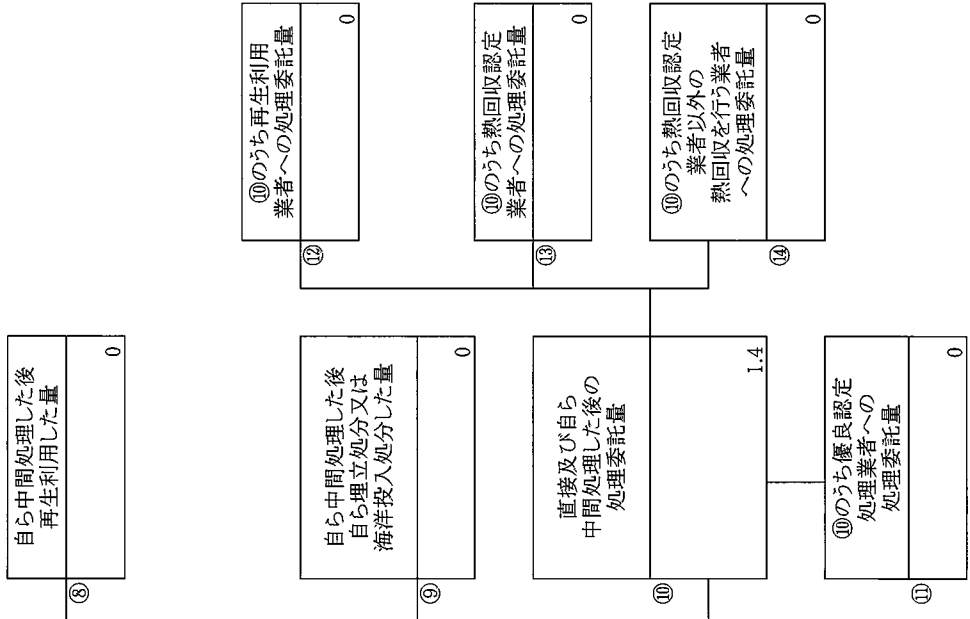 ⑧
自ら中間処理した後
再生利用した量
0
⑨
自ら中間処理した後
自ら埋立処分又は
海洋投入処分した量
0
⑩
直接及び自ら
中間処理した後の
処理委託量
1.4
⑪
⑩のうち優良認定
処理業者への
処理委託量
0
⑫
⑩のうち再生利用
業者への処理委託量
0
⑬
⑩のうち熱回収認定
業者への処理委託量
0
⑭
⑩のうち熱回収認定
業者以外の
熱回収を行う業者
への処理委託量
0